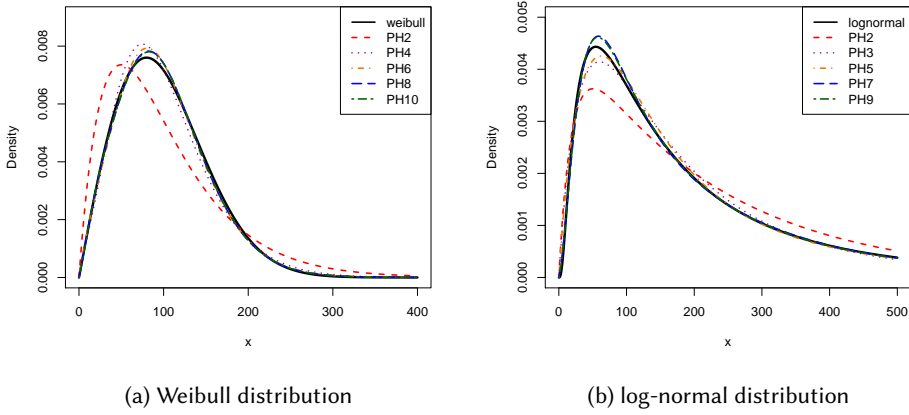 weibull
PH2
PH4
PH6
PH8
PH10
Density
0.000 0.002 0.004 0.006 0.008
0 100 200 300 400
x
(a) Weibull distribution
lognormal
PH2
PH3
PH5
PH7
PH9
Density
0.000 0.001 0.002 0.003 0.004 0.005
0 100 200 300 400 500
x
(b) log-normal distribution